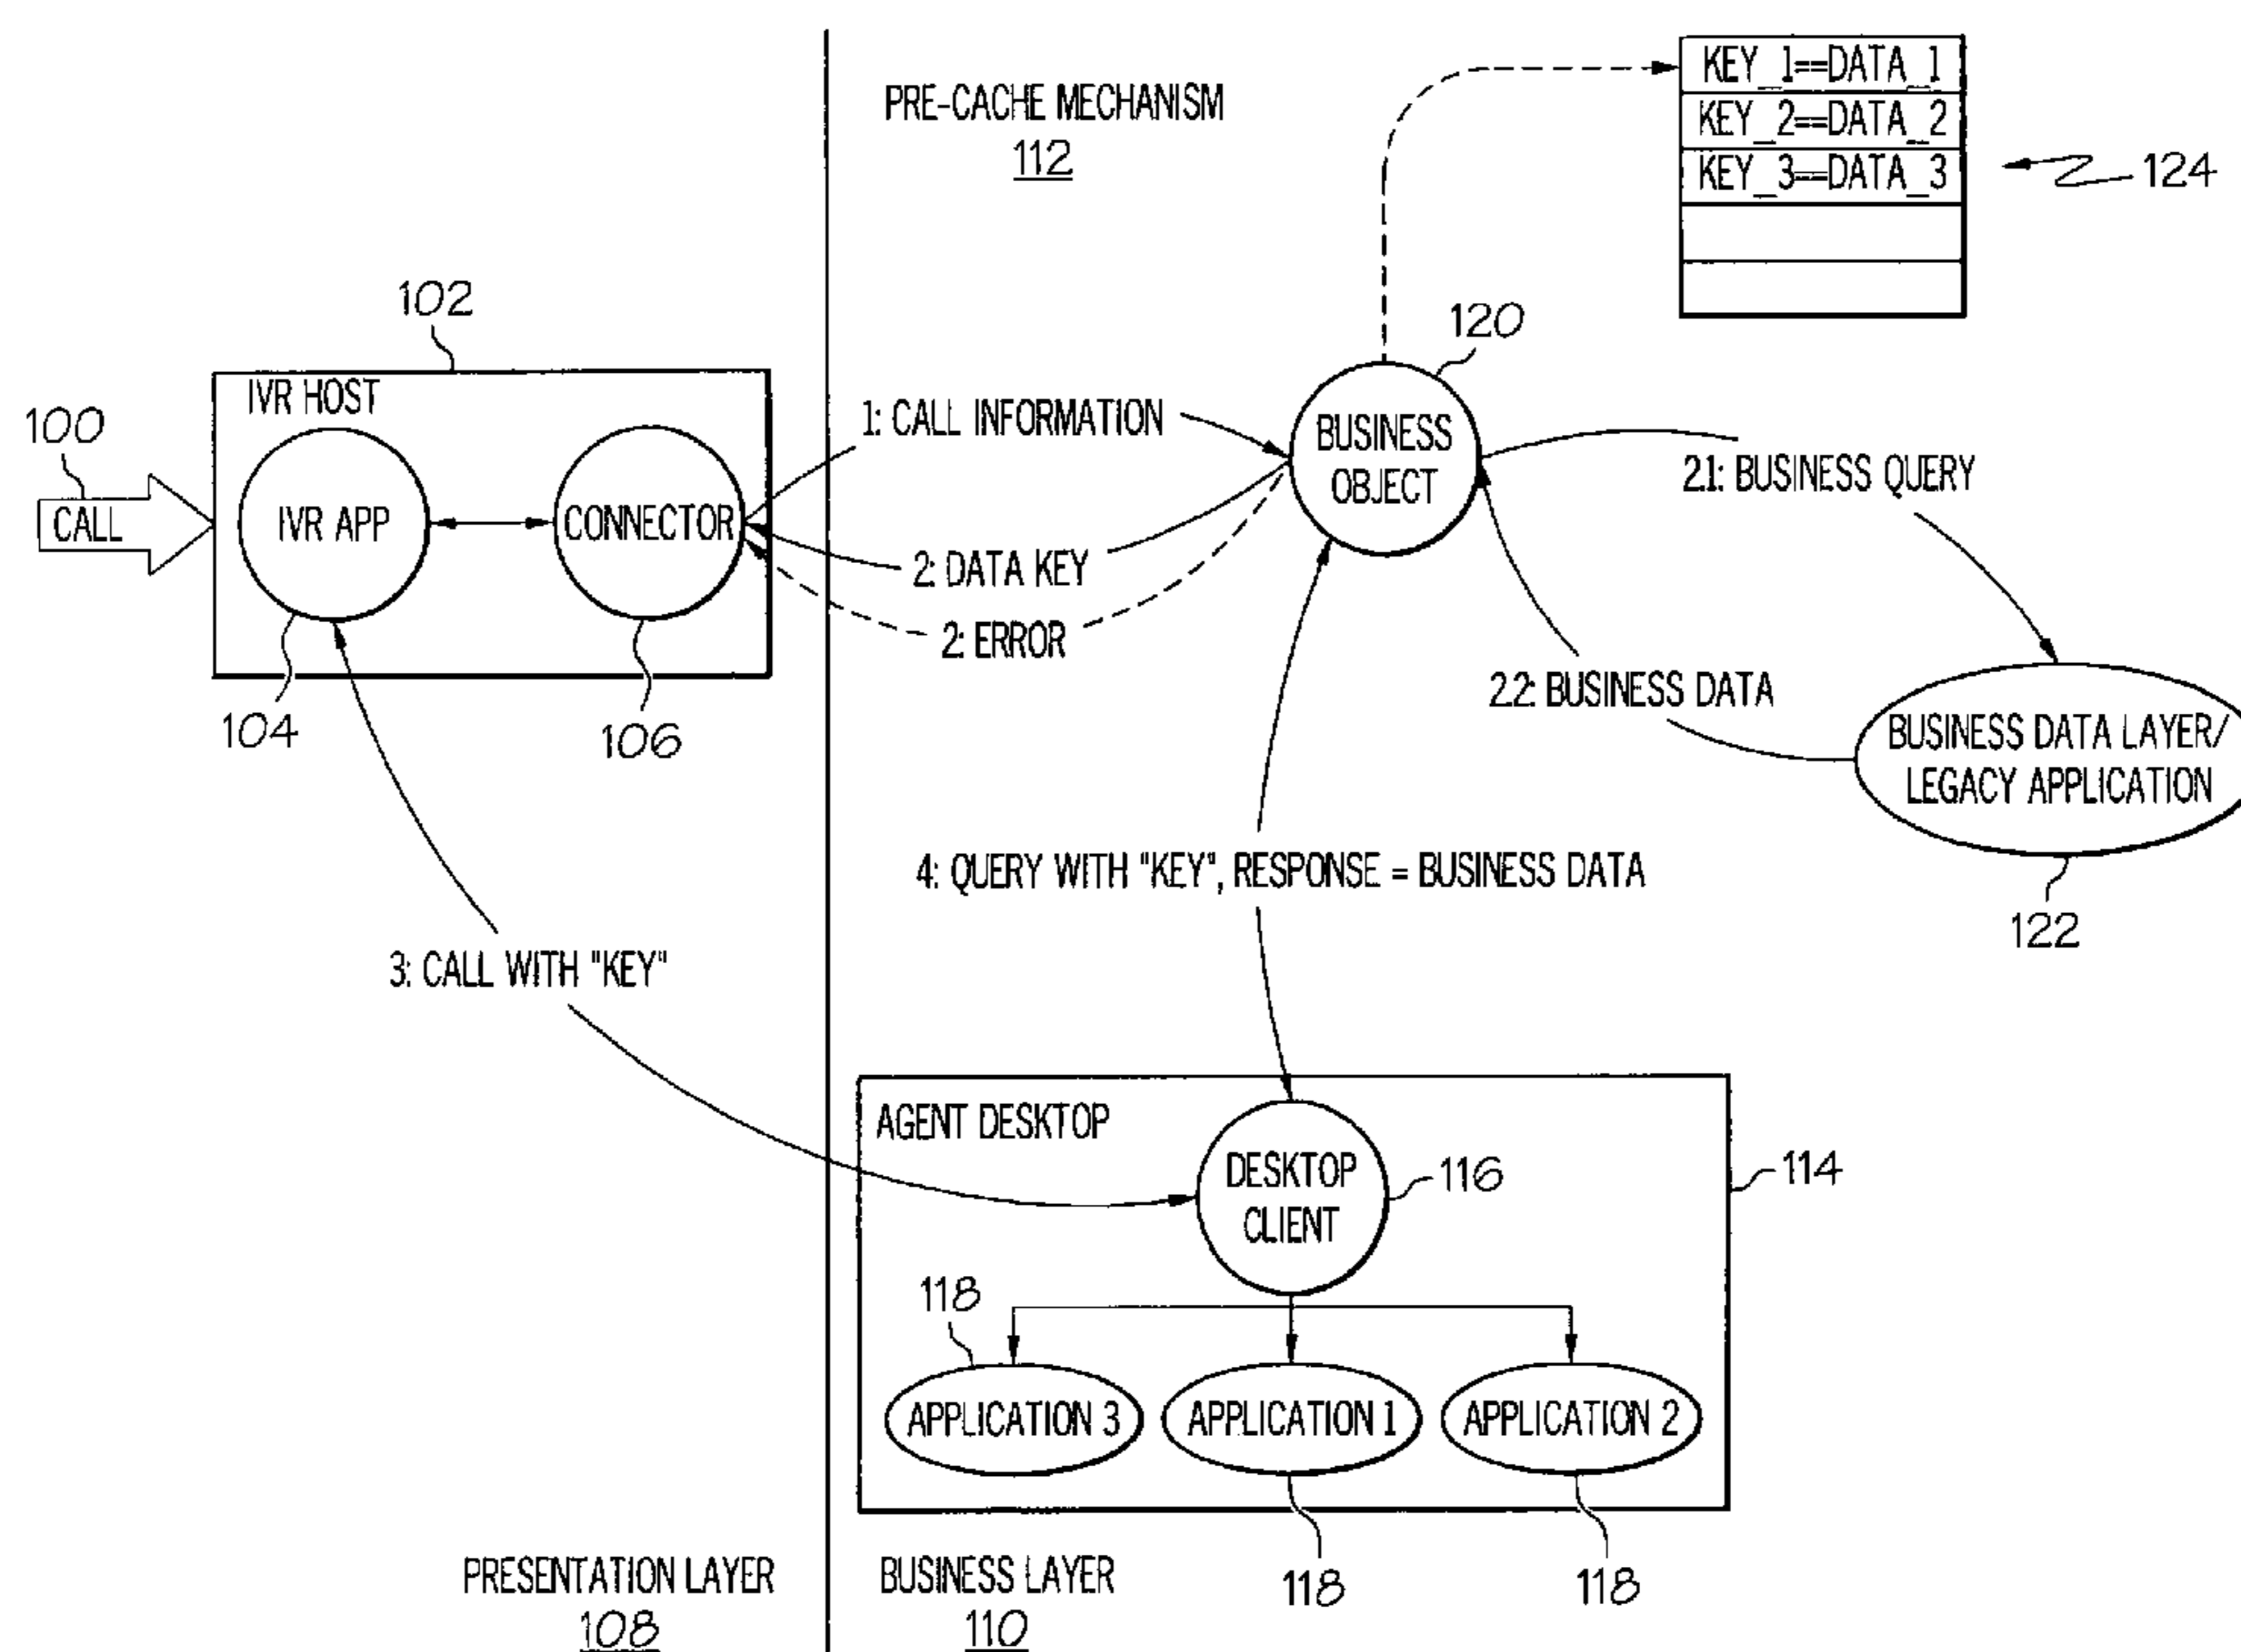 KEY_1==DATA_1
KEY_2==DATA_2
KEY_3==DATA_3
124
PRE-CACHE MECHANISM
112
102
120
IVR HOST
100
CALL
IVR APP
CONNECTOR
104
106
1: CALL INFORMATION
2: DATA KEY
2: ERROR
BUSINESS
OBJECT
2.1: BUSINESS QUERY
2.2: BUSINESS DATA
BUSINESS DATA LAYER/
LEGACY APPLICATION
122
4: QUERY WITH "KEY", RESPONSE = BUSINESS DATA
3: CALL WITH "KEY"
AGENT DESKTOP
DESKTOP
CLIENT
116
114
118
APPLICATION 3
APPLICATION 1
APPLICATION 2
118
118
PRESENTATION LAYER
108
BUSINESS LAYER
110